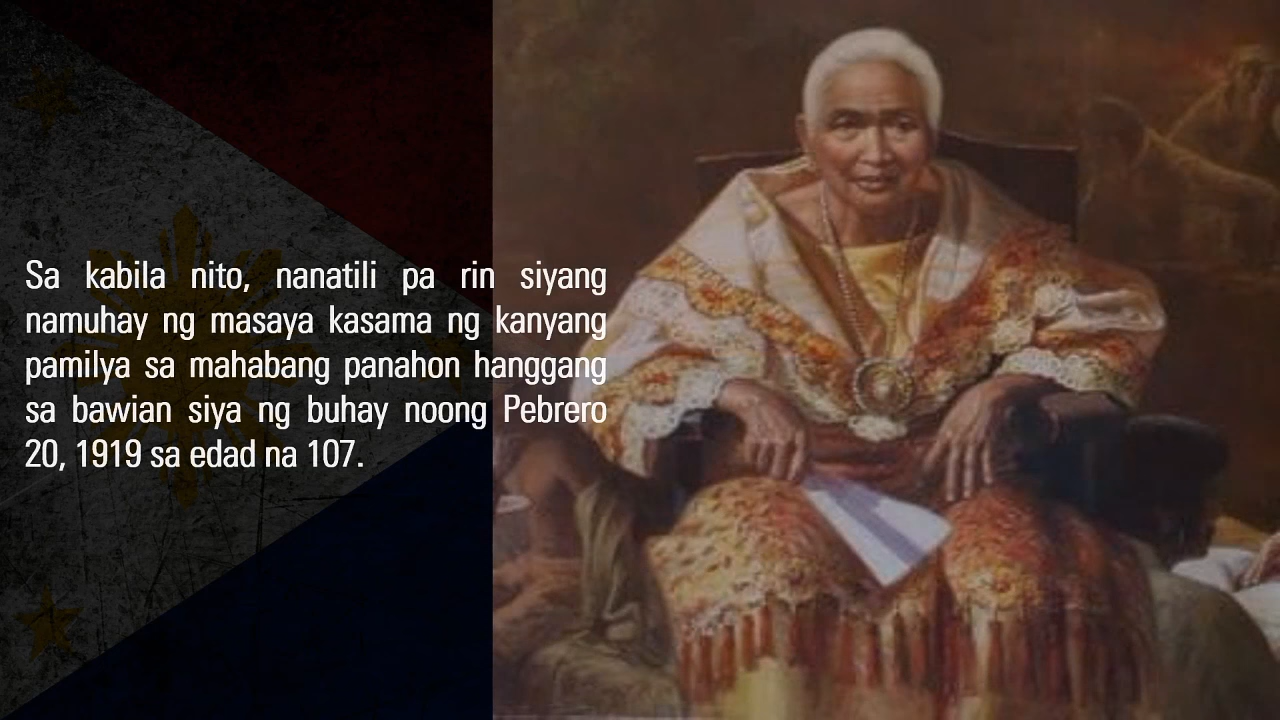 Sa kabila nito, nanatili pa rin siyang
namuhay ng masaya kasama ng kanyang
pamilya sa mahabang panahon hanggang
sa bawian siya ng buhay noong Pebrero
20, 1919 sa edad na 107.